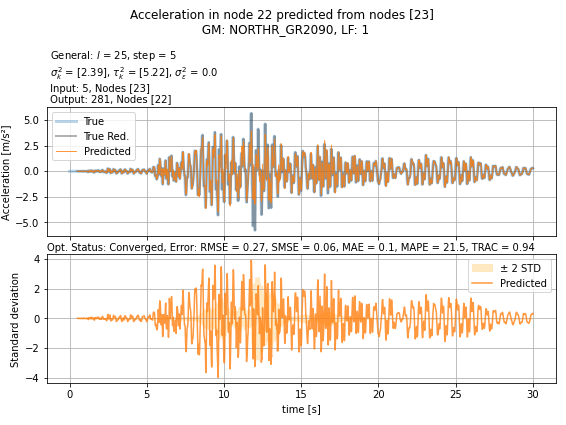 Acceleration in node 22 predicted from nodes [23]
GM: NORTHR_GR2090, LF: 1
General: l = 25, step = 5
σ²ₖ = [2.39], τ²ₖ = [5.22], σ²ε = 0.0
Input: 5, Nodes [23]
Output: 281, Nodes [22]
Acceleration [m/s²]
5.0
2.5
0.0
−2.5
−5.0
True
True Red.
Predicted
Opt. Status: Converged, Error: RMSE = 0.27, SMSE = 0.06, MAE = 0.1, MAPE = 21.5, TRAC = 0.94
Standard deviation
4
2
0
−2
−4
± 2 STD
Predicted
0 5 10 15 20 25 30
time [s]